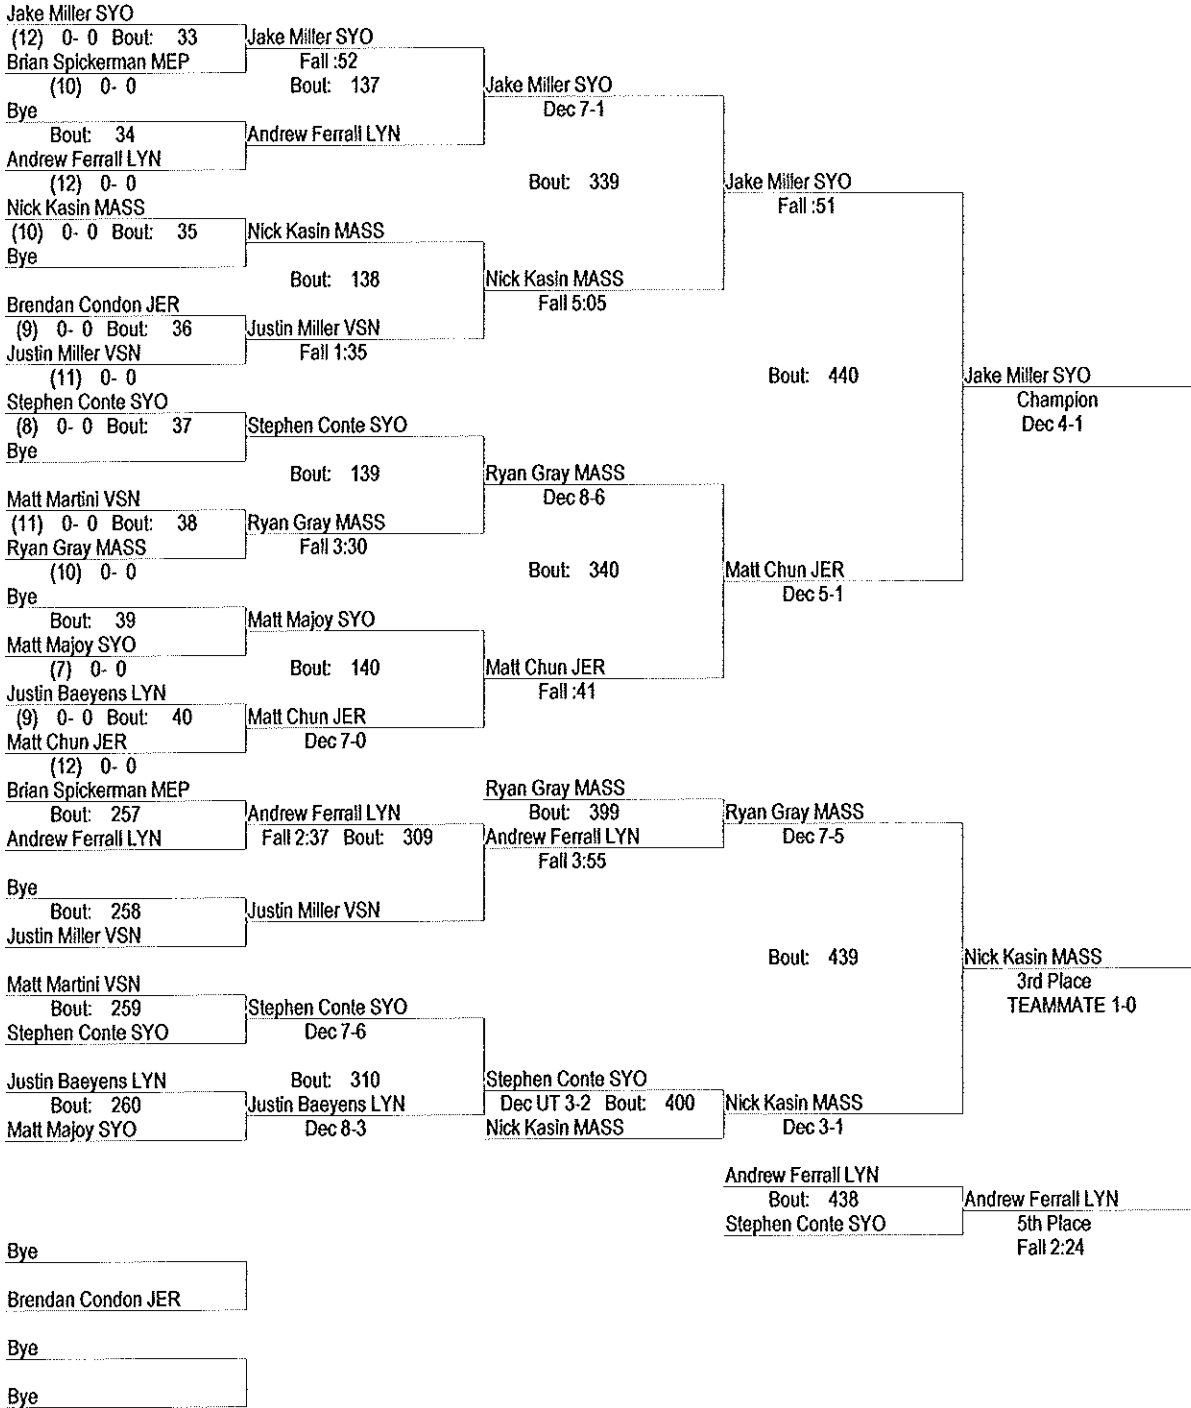 Jake Miller SYO
(12) 0- 0 Bout: 33
Brian Spickerman MEP
(10) 0- 0
Bye
Bout: 34
Andrew Ferrall LYN
(12) 0- 0
Nick Kasin MASS
(10) 0- 0 Bout: 35
Bye
Brendan Condon JER
(9) 0- 0 Bout: 36
Justin Miller VSN
(11) 0- 0
Stephen Conte SYO
(8) 0- 0 Bout: 37
Bye
Matt Martini VSN
(11) 0- 0 Bout: 38
Ryan Gray MASS
(10) 0- 0
Bye
Bout: 39
Matt Majoy SYO
(7) 0- 0
Justin Baeyens LYN
(9) 0- 0 Bout: 40
Matt Chun JER
(12) 0- 0
Jake Miller SYO
Fall :52
Bout: 137
Andrew Ferrall LYN
Nick Kasin MASS
Bout: 138
Justin Miller VSN
Fall 1:35
Stephen Conte SYO
Bout: 139
Ryan Gray MASS
Fall 3:30
Matt Majoy SYO
Bout: 140
Matt Chun JER
Dec 7-0
Jake Miller SYO
Dec 7-1
Bout: 339
Nick Kasin MASS
Fall 5:05
Ryan Gray MASS
Dec 8-6
Bout: 340
Matt Chun JER
Fall :41
Jake Miller SYO
Fall :51
Bout: 440
Matt Chun JER
Dec 5-1
Jake Miller SYO
Champion
Dec 4-1
Brian Spickerman MEP
Bout: 257
Andrew Ferrall LYN
Bye
Bout: 258
Justin Miller VSN
Matt Martini VSN
Bout: 259
Stephen Conte SYO
Justin Baeyens LYN
Bout: 260
Matt Majoy SYO
Andrew Ferrall LYN
Fall 2:37 Bout: 309
Justin Miller VSN
Stephen Conte SYO
Dec 7-6
Bout: 310
Justin Baeyens LYN
Dec 8-3
Ryan Gray MASS
Bout: 399
Andrew Ferrall LYN
Fall 3:55
Stephen Conte SYO
Dec UT 3-2 Bout: 400
Nick Kasin MASS
Ryan Gray MASS
Dec 7-5
Bout: 439
Nick Kasin MASS
Dec 3-1
Nick Kasin MASS
3rd Place
TEAMMATE 1-0
Andrew Ferrall LYN
Bout: 438
Stephen Conte SYO
Andrew Ferrall LYN
5th Place
Fall 2:24
Bye
Brendan Condon JER
Bye
Bye